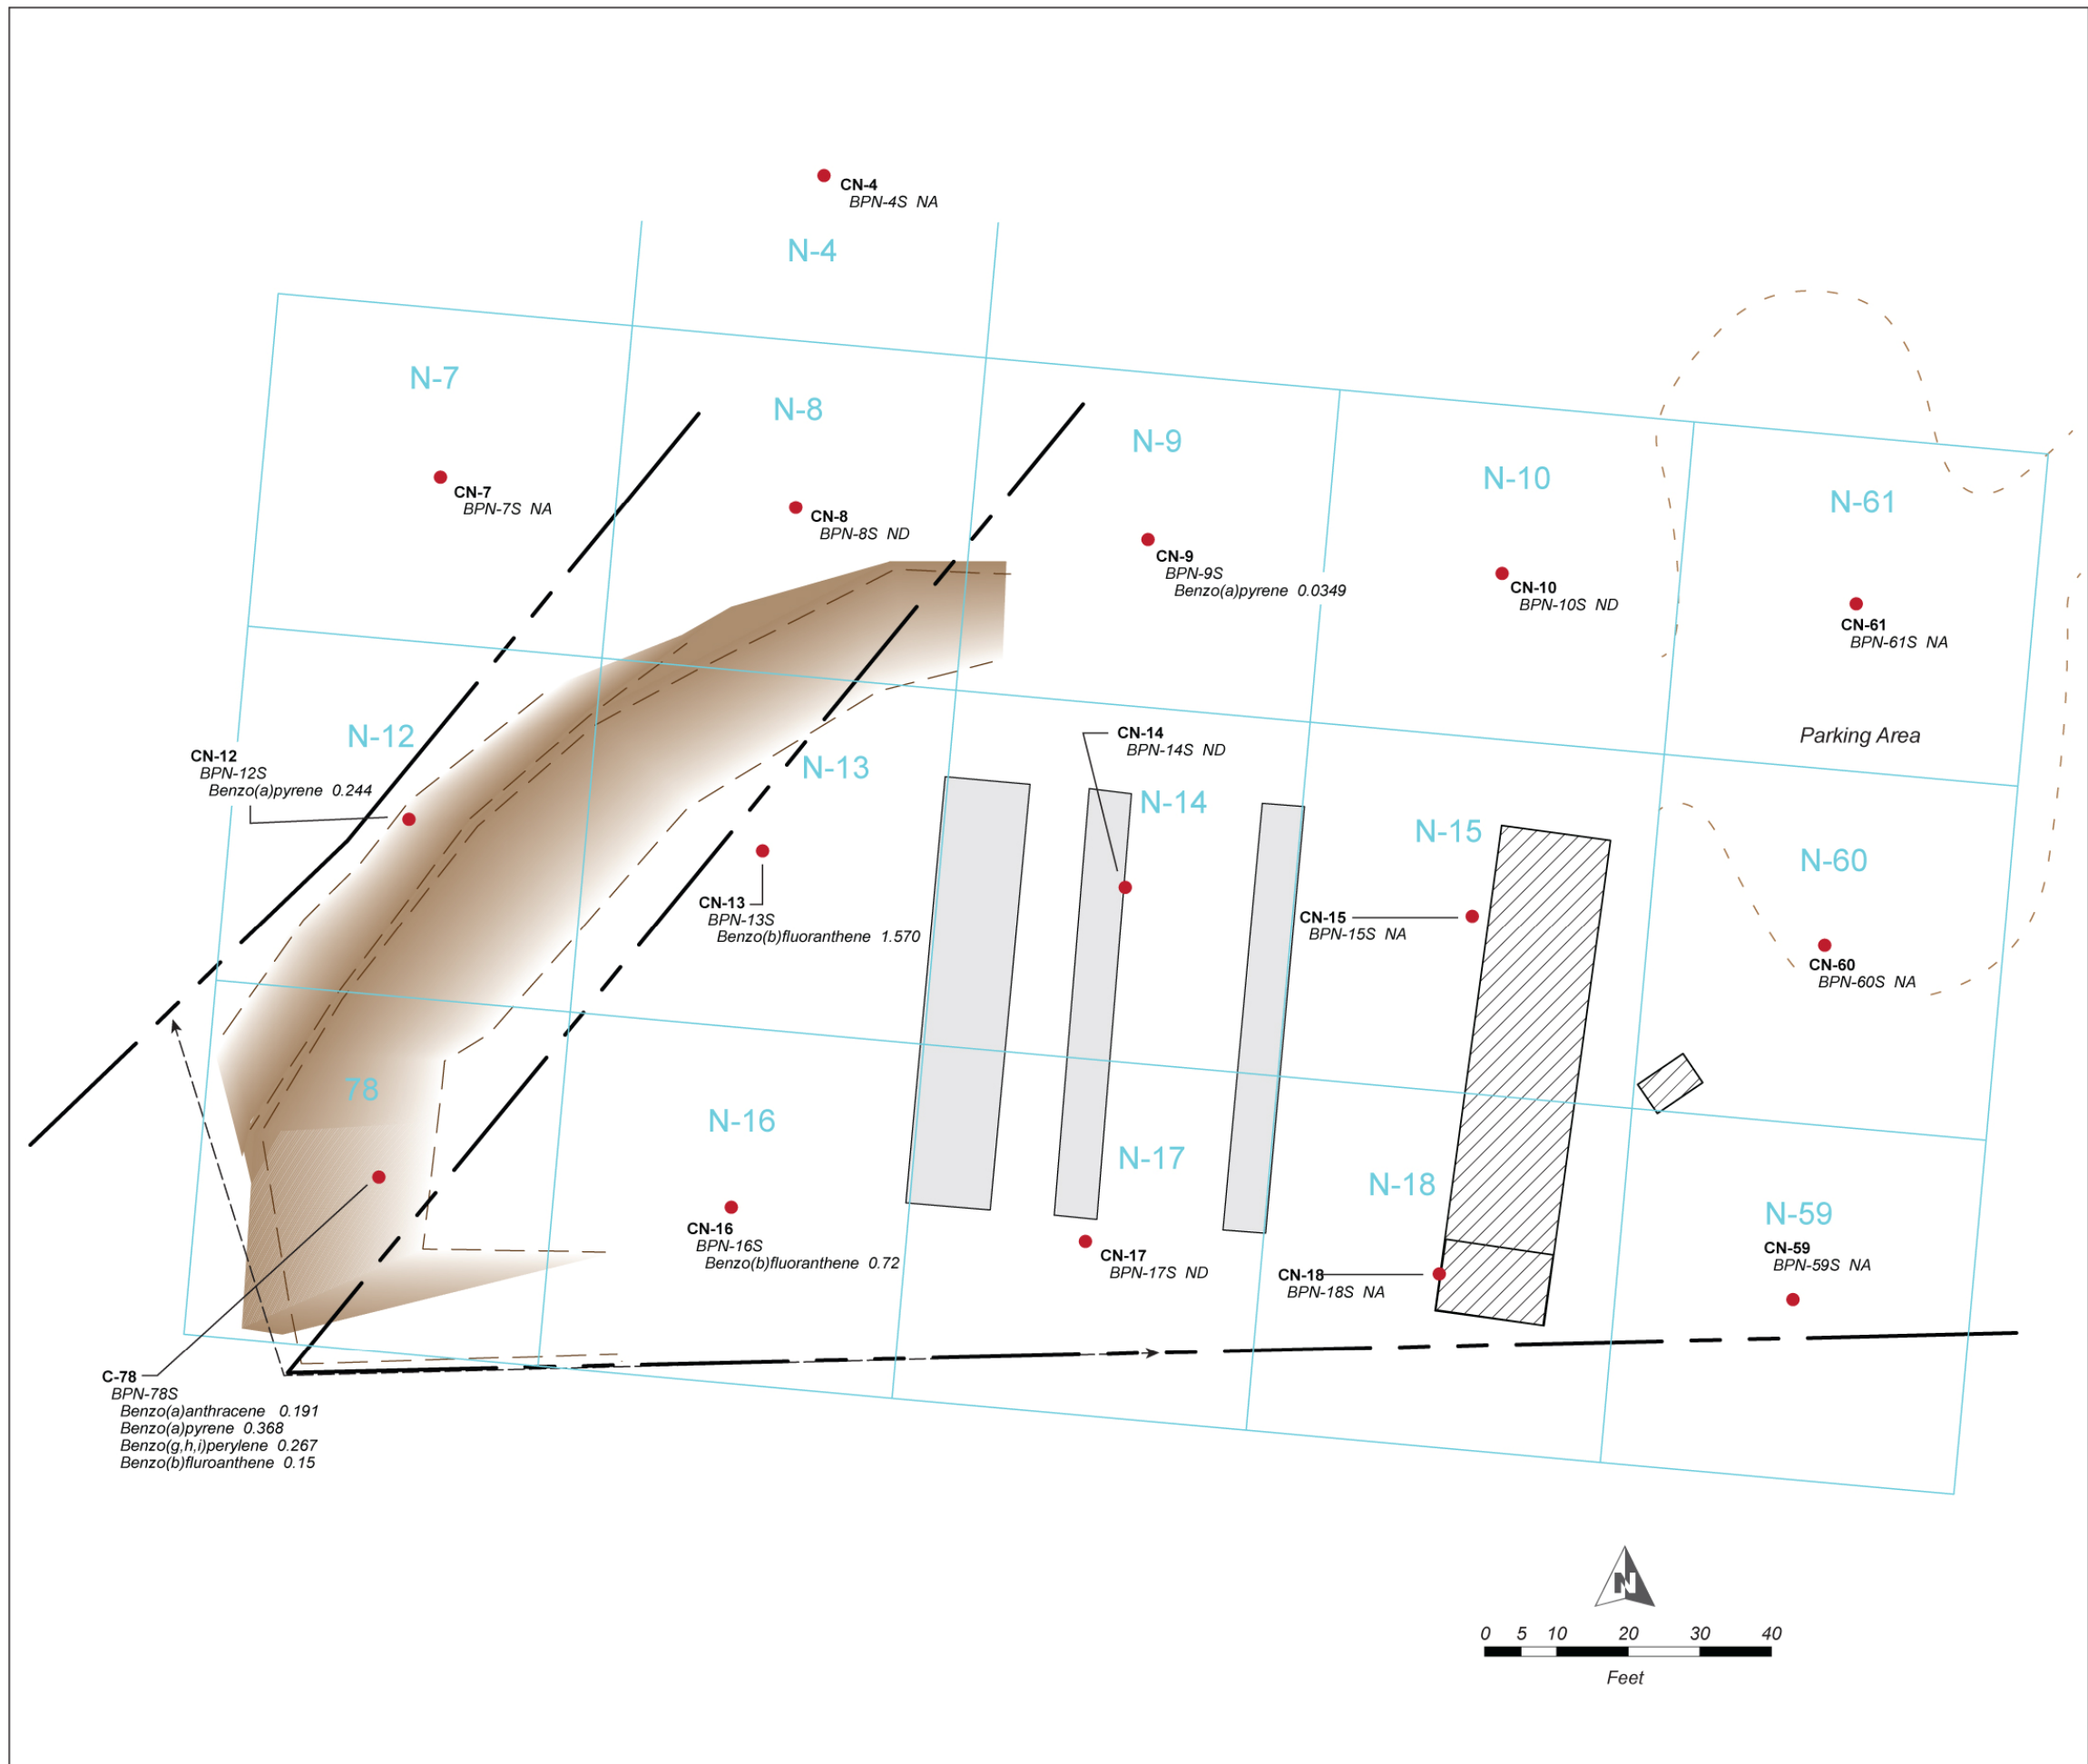 CN-4
BPN-4S NA
N-4
N-7
N-8
N-9
N-10
N-61
CN-7
BPN-7S NA
CN-8
BPN-8S ND
CN-9
BPN-9S
Benzo(a)pyrene 0.0349
CN-10
BPN-10S ND
CN-61
BPN-61S NA
N-12
CN-12
BPN-12S
Benzo(a)pyrene 0.244
N-13
CN-14
BPN-14S ND
Parking Area
N-14
N-15
N-60
CN-13
BPN-13S
Benzo(b)fluoranthene 1.570
CN-15
BPN-15S NA
CN-60
BPN-60S NA
78
N-16
N-17
N-18
N-59
CN-16
BPN-16S
Benzo(b)fluoranthene 0.72
CN-17
BPN-17S ND
CN-18
BPN-18S NA
CN-59
BPN-59S NA
C-78
BPN-78S
Benzo(a)anthracene 0.191
Benzo(a)pyrene 0.368
Benzo(g,h,i)perylene 0.267
Benzo(b)fluroanthene 0.15
N
0 5 10 20 30 40
Feet